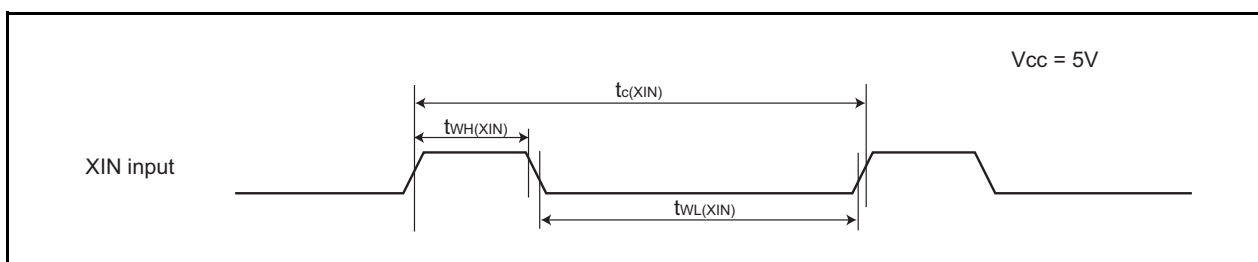 Vcc = 5V
tc(XIN)
tWH(XIN)
XIN input
tWL(XIN)